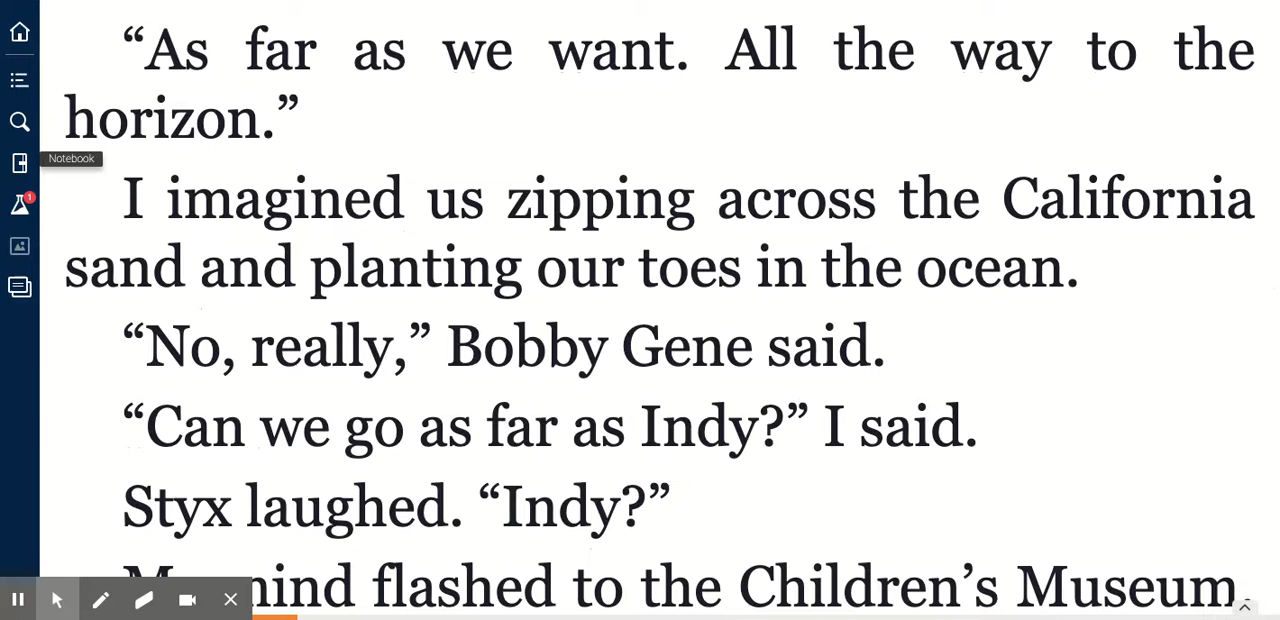 “As far as we want. All the way to the
horizon.”
Notebook
I imagined us zipping across the California
sand and planting our toes in the ocean.
“No, really,” Bobby Gene said.
“Can we go as far as Indy?” I said.
Styx laughed. “Indy?”
mind flashed to the Children’s Museum.
1